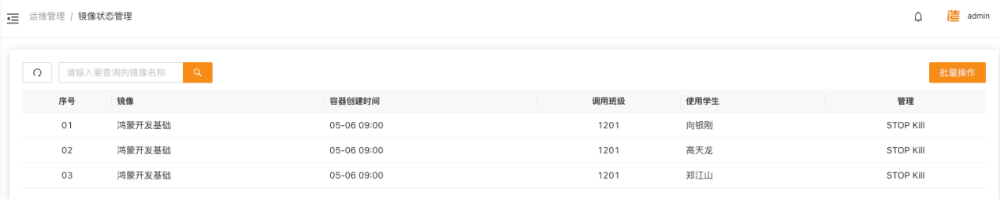 运维管理 / 镜像状态管理
造 admin
请输入要查询的镜像名称
批量操作
序号 镜像 容器创建时间 调用班级 使用学生 管理
01 鸿蒙开发基础 05-06 09:00 1201 向银刚 STOP Kill
02 鸿蒙开发基础 05-06 09:00 1201 高天龙 STOP Kill
03 鸿蒙开发基础 05-06 09:00 1201 郑江山 STOP Kill